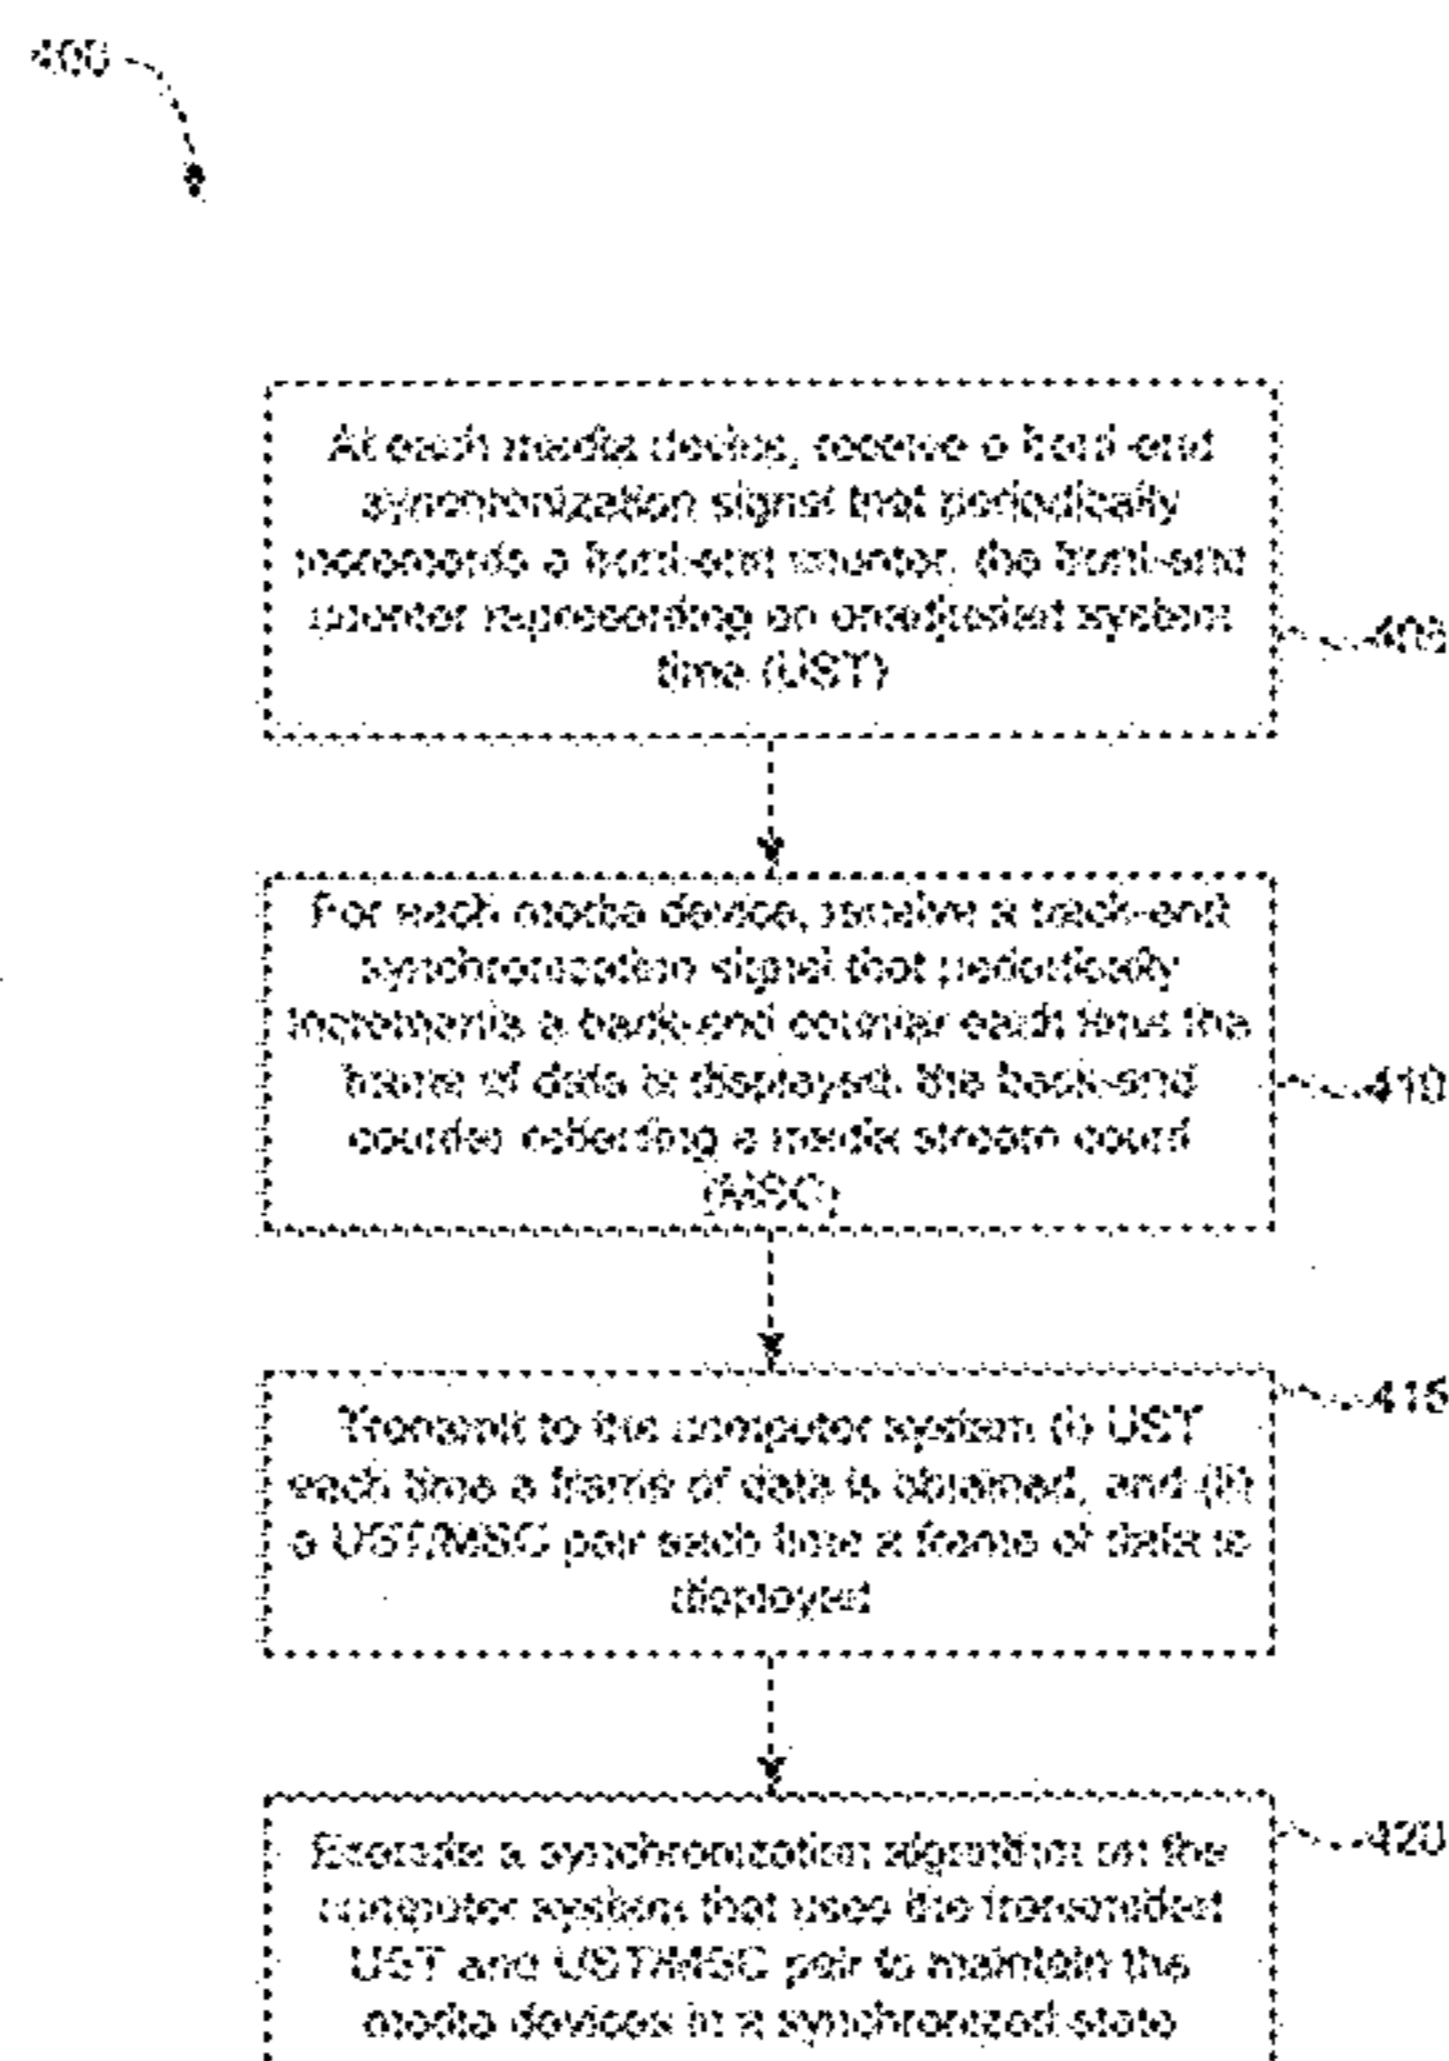 400
At each media device, receive a front-end
synchronization signal that periodically
increments a front-end counter, the front-end
counter representing an unadjusted system
time (UST)
405
For each media device, receive a back-end
synchronization signal that periodically
increments a back-end counter each time the
frame of data is displayed, the back-end
counter reflecting a media stream count
(MSC)
410
Transmit to the computer system (i) UST
each time a frame of data is obtained, and (ii)
a UST/MSC pair each time a frame of data is
displayed
415
Execute a synchronization algorithm on the
computer system that uses the transmitted
UST and UST/MSC pair to maintain the
media devices in a synchronized state
420